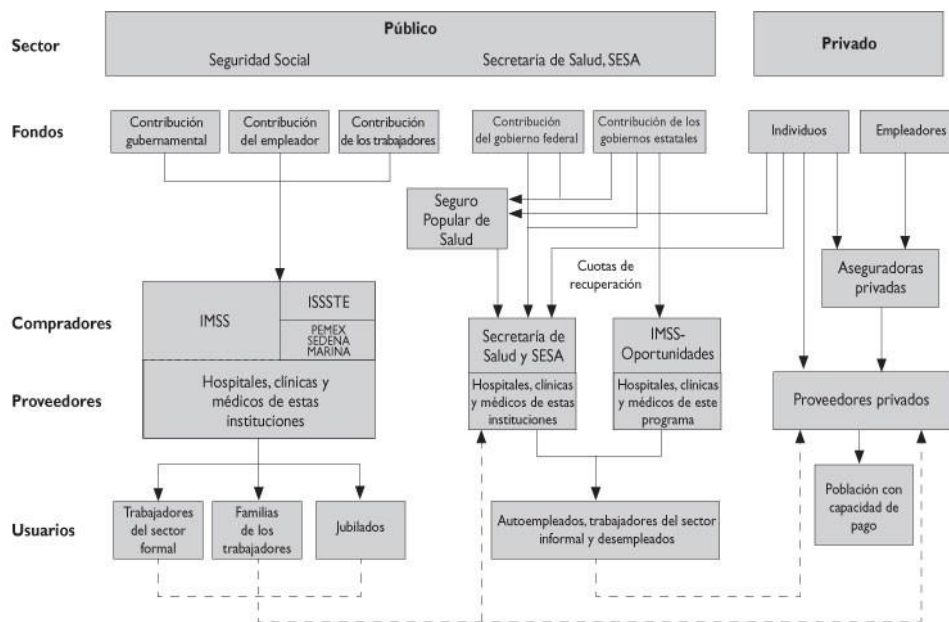 Sector
Público
Seguridad Social
Secretaría de Salud, SESA
Privado
Fondos
Contribución
gubernamental
Contribución
del empleador
Contribución
de los trabajadores
Contribución
del gobierno federal
Contribución de los
gobiernos estatales
Individuos
Empleadores
Seguro
Popular de
Salud
Cuotas de
recuperación
Aseguradoras
privadas
Compradores
IMSS
ISSSTE
PEMEX
SEDENA
MARINA
Secretaría de
Salud y SESA
IMSS-
Oportunidades
Proveedores
Hospitales, clínicas y
médicos de estas
instituciones
Hospitales, clínicas
y médicos de estas
instituciones
Hospitales, clínicas
y médicos de este
programa
Proveedores privados
Usuarios
Trabajadores
del sector
formal
Familias
de los
trabajadores
Jubilados
Autoempleados, trabajadores del sector
informal y desempleados
Población con
capacidad de
pago